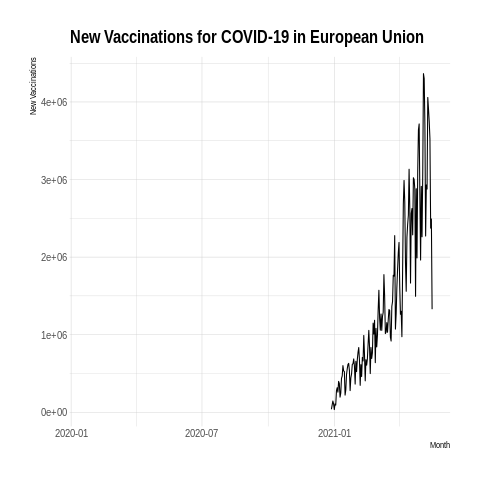 New Vaccinations for COVID-19 in European Union
New Vaccinations
4e+06
3e+06
2e+06
1e+06
0e+00
2020-01 2020-07 2021-01
Month